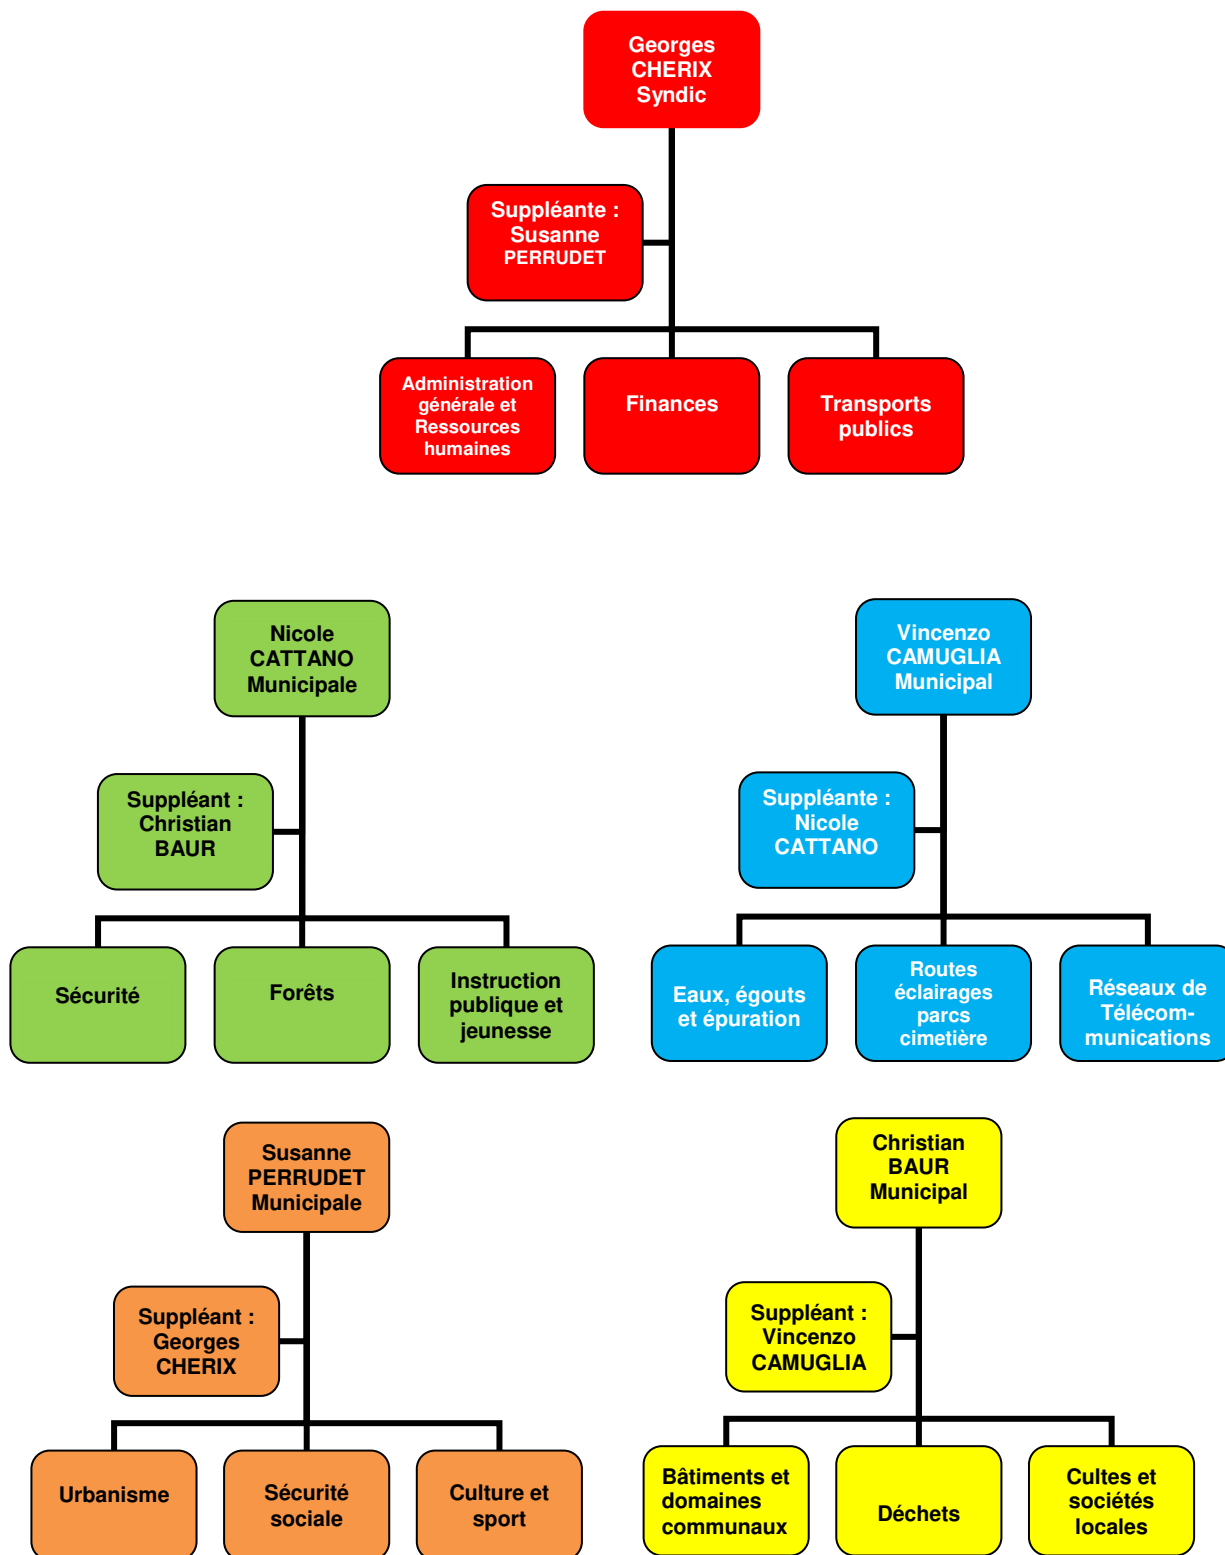 Georges
CHERIX
Syndic
Suppléante :
Susanne
PERRUDET
Administration
générale et
Ressources
humaines
Finances
Transports
publics
Nicole
CATTANO
Municipale
Suppléant :
Christian
BAUR
Sécurité
Forêts
Instruction
publique et
jeunesse
Vincenzo
CAMUGLIA
Municipal
Suppléante :
Nicole
CATTANO
Eaux, égouts
et épuration
Routes
éclairages
parcs
cimetière
Réseaux de
Télécom-
munications
Susanne
PERRUDET
Municipale
Suppléant :
Georges
CHERIX
Urbanisme
Sécurité
sociale
Culture et
sport
Christian
BAUR
Municipal
Suppléant :
Vincenzo
CAMUGLIA
Bâtiments et
domaines
communaux
Déchets
Cultes et
sociétés
locales